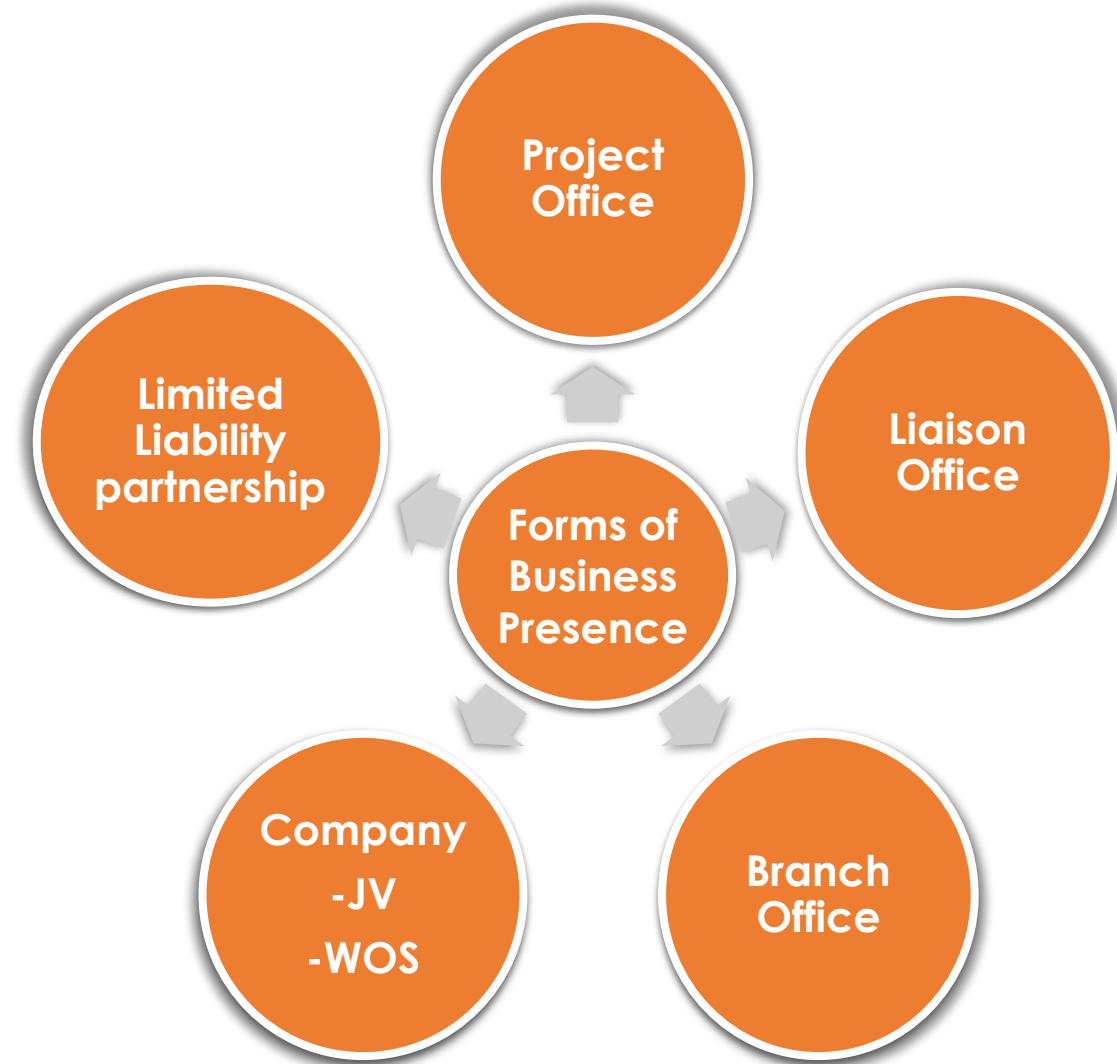 Project
Office
Limited
Liability
partnership
Liaison
Office
Forms of
Business
Presence
Company
-JV
-WOS
Branch
Office